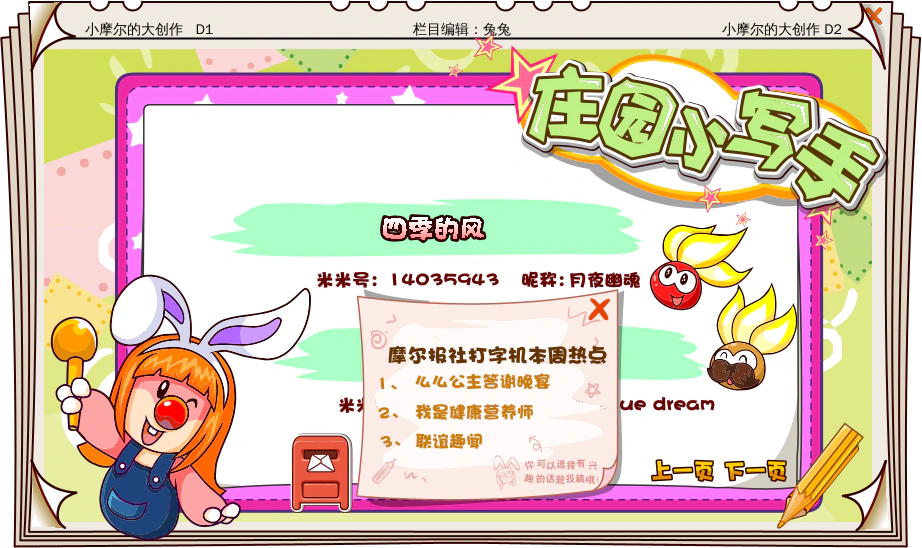 小摩尔的大创作 D1
栏目编辑：兔兔
小摩尔的大创作 D2
庄园小写手
四季的风
米米号: 14035943 昵称:月夜幽魂
摩尔报社打字机本周热点
1、 么么公主答谢晚宴
2、 我是健康营养师
3、 联谊趣闻
你可以选择有兴
趣的话题投稿哦!
米
ue dream
上一页 下一页